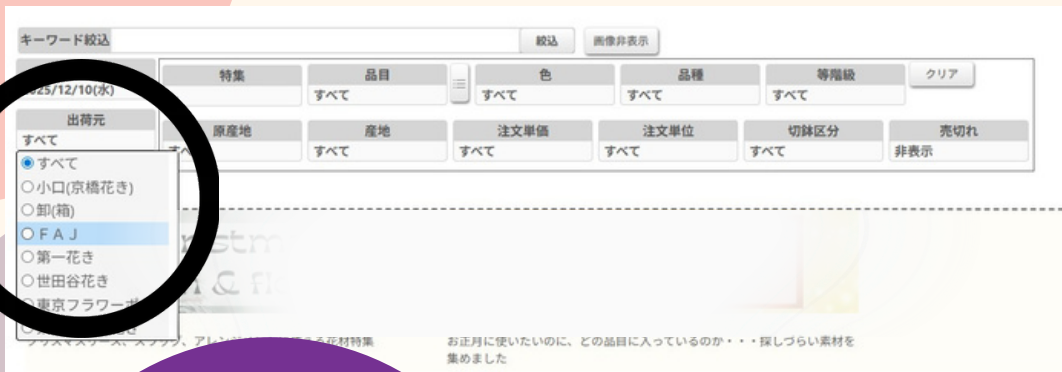 キーワード絞込 絞込 画像非表示
特集 品目 色 品種 等階級 クリア
25/12/10(水) すべて すべて すべて すべて
出荷元 原産地 産地 注文単価 注文単位 切鉢区分 売切れ
すべて すべて すべて すべて すべて 非表示
すべて
小口(京橋花き)
卸(箱)
ＦＡＪ
第一花き
世田谷花き
東京フラワー
花材特集 お正月に使いたいのに、どの品目に入っているのか・・・探しづらい素材を
集めました